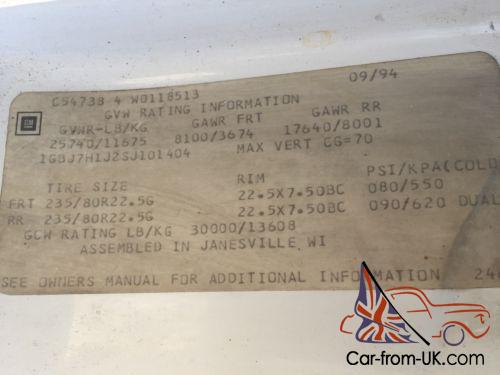 09/94
C54738 4 W0118513
GVW RATING INFORMATION
GVWR-LB/KG GAWR FRT GAWR RR
25740/11675 8100/3674 17640/8001
1GBJ7H1J2SJ101404 MAX VERT CG=70
TIRE SIZE RIM PSI/KPA(COLD
FRT 235/80R22.5G 22.5X7.50BC 080/550
RR 235/80R22.5G 22.5X7.50BC 090/620 DUAL
GCW RATING LB/KG 30000/13608
ASSEMBLED IN JANESVILLE WI
SEE OWNERS MANUAL FOR ADDITIONAL INFORMATION
GM
Car-from-UK.com